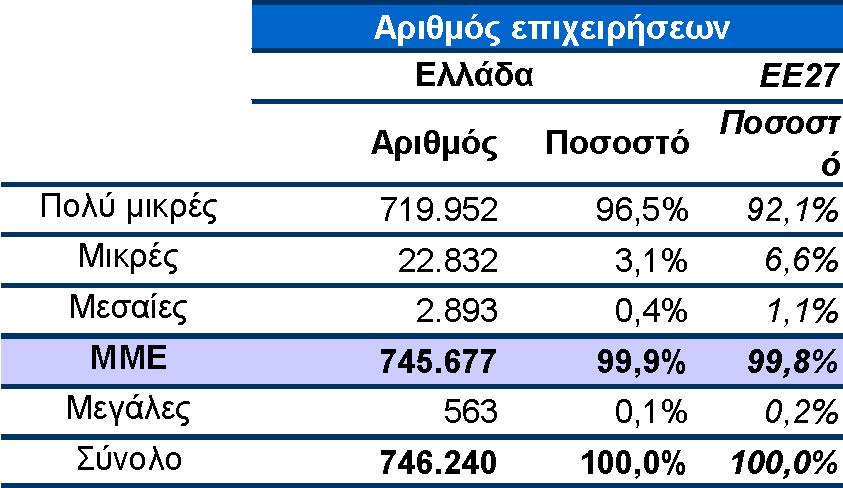 Αριθμός επιχειρήσεων
Ελλάδα ΕΕ27
Αριθμός Ποσοστό Ποσοστ
ό
Πολύ μικρές 719.952 96,5% 92,1%
Μικρές 22.832 3,1% 6,6%
Μεσαίες 2.893 0,4% 1,1%
ΜΜΕ 745.677 99,9% 99,8%
Μεγάλες 563 0,1% 0,2%
Σύνολο 746.240 100,0% 100,0%